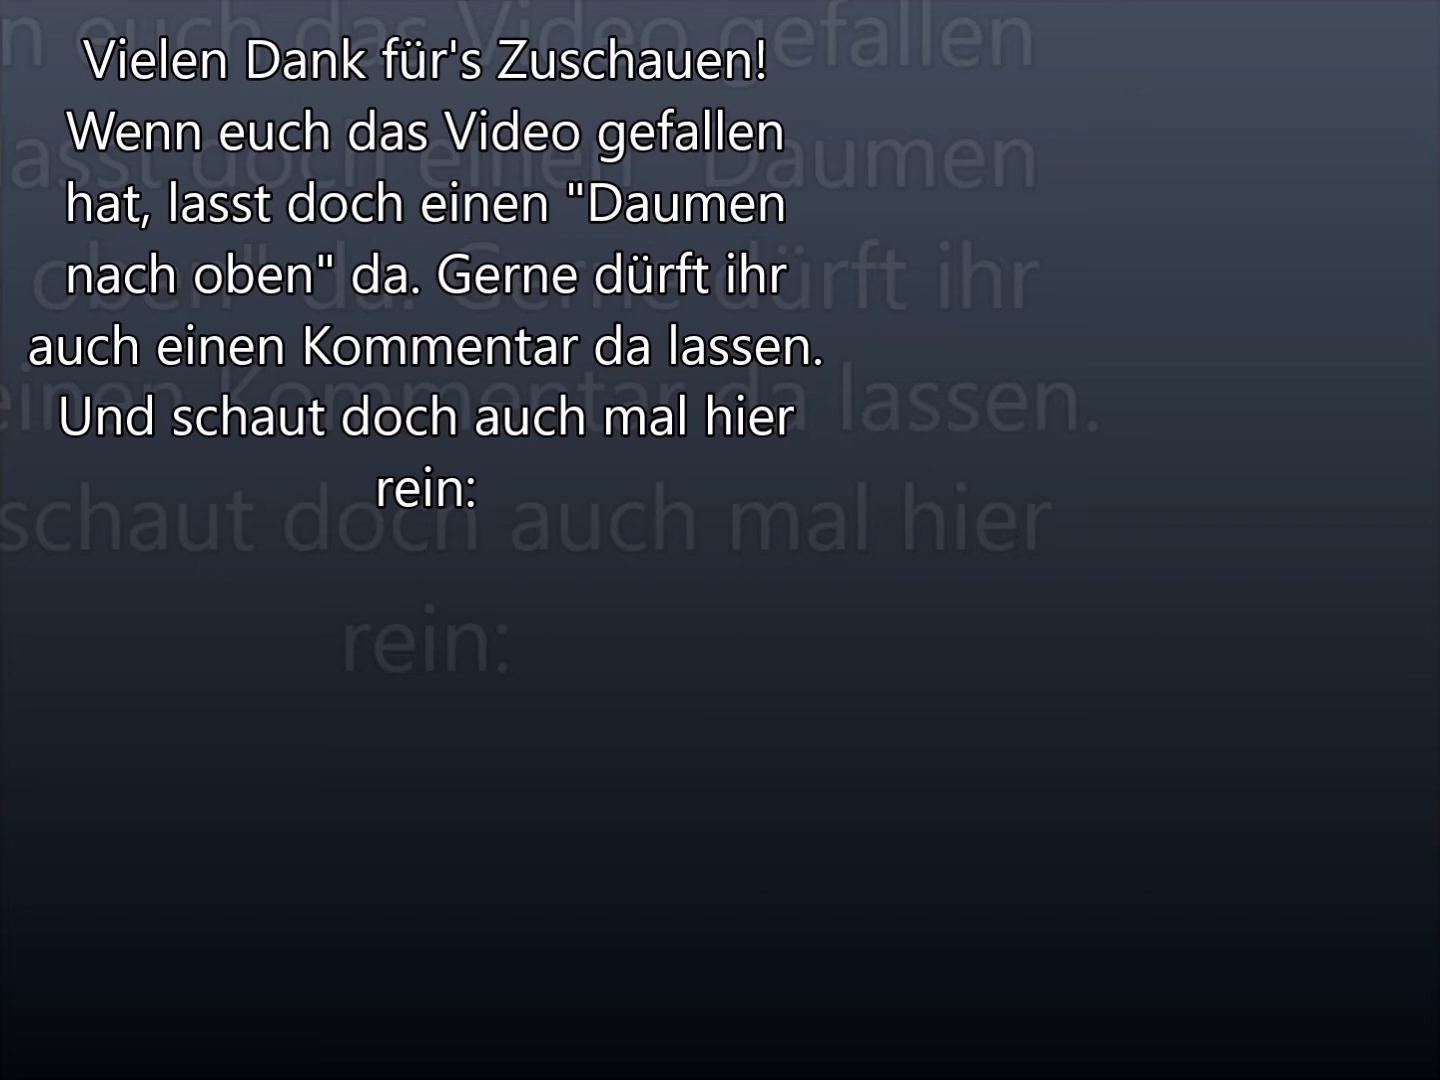 Vielen Dank für's Zuschauen!
Wenn euch das Video gefallen
hat, lasst doch einen "Daumen
nach oben" da. Gerne dürft ihr
auch einen Kommentar da lassen.
Und schaut doch auch mal hier
rein: